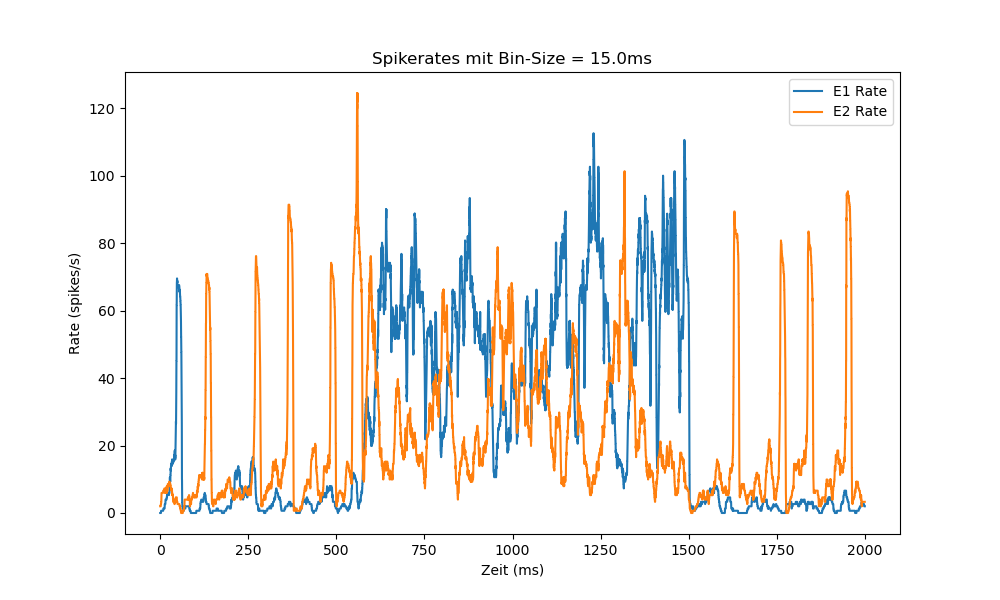 Spikerates mit Bin-Size = 15.0ms
E1 Rate
E2 Rate
120
100
80
60
40
20
0
Rate (spikes/s)
0 250 500 750 1000 1250 1500 1750 2000
Zeit (ms)